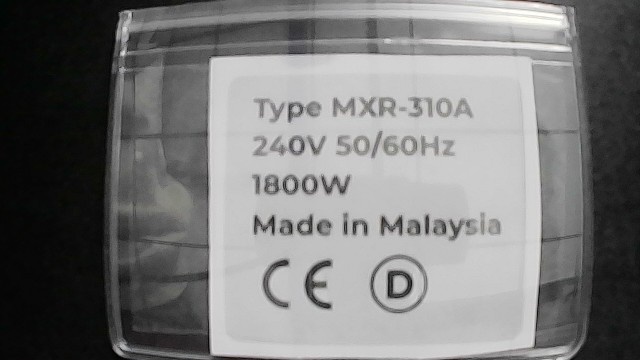 Type MXR-310A
240V 50/60Hz
1800W
Made in Malaysia
CE D